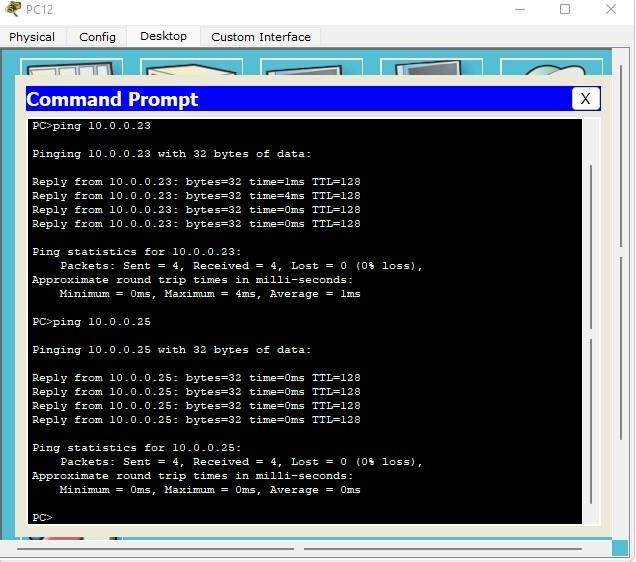 PC12
Physical Config Desktop Custom Interface
Command Prompt X
PC>ping 10.0.0.23
Pinging 10.0.0.23 with 32 bytes of data:
Reply from 10.0.0.23: bytes=32 time=1ms TTL=128
Reply from 10.0.0.23: bytes=32 time=4ms TTL=128
Reply from 10.0.0.23: bytes=32 time=0ms TTL=128
Reply from 10.0.0.23: bytes=32 time=0ms TTL=128
Ping statistics for 10.0.0.23:
Packets: Sent = 4, Received = 4, Lost = 0 (0% loss),
Approximate round trip times in milli-seconds:
Minimum = 0ms, Maximum = 4ms, Average = 1ms
PC>ping 10.0.0.25
Pinging 10.0.0.25 with 32 bytes of data:
Reply from 10.0.0.25: bytes=32 time=0ms TTL=128
Reply from 10.0.0.25: bytes=32 time=0ms TTL=128
Reply from 10.0.0.25: bytes=32 time=0ms TTL=128
Reply from 10.0.0.25: bytes=32 time=0ms TTL=128
Ping statistics for 10.0.0.25:
Packets: Sent = 4, Received = 4, Lost = 0 (0% loss),
Approximate round trip times in milli-seconds:
Minimum = 0ms, Maximum = 0ms, Average = 0ms
PC>